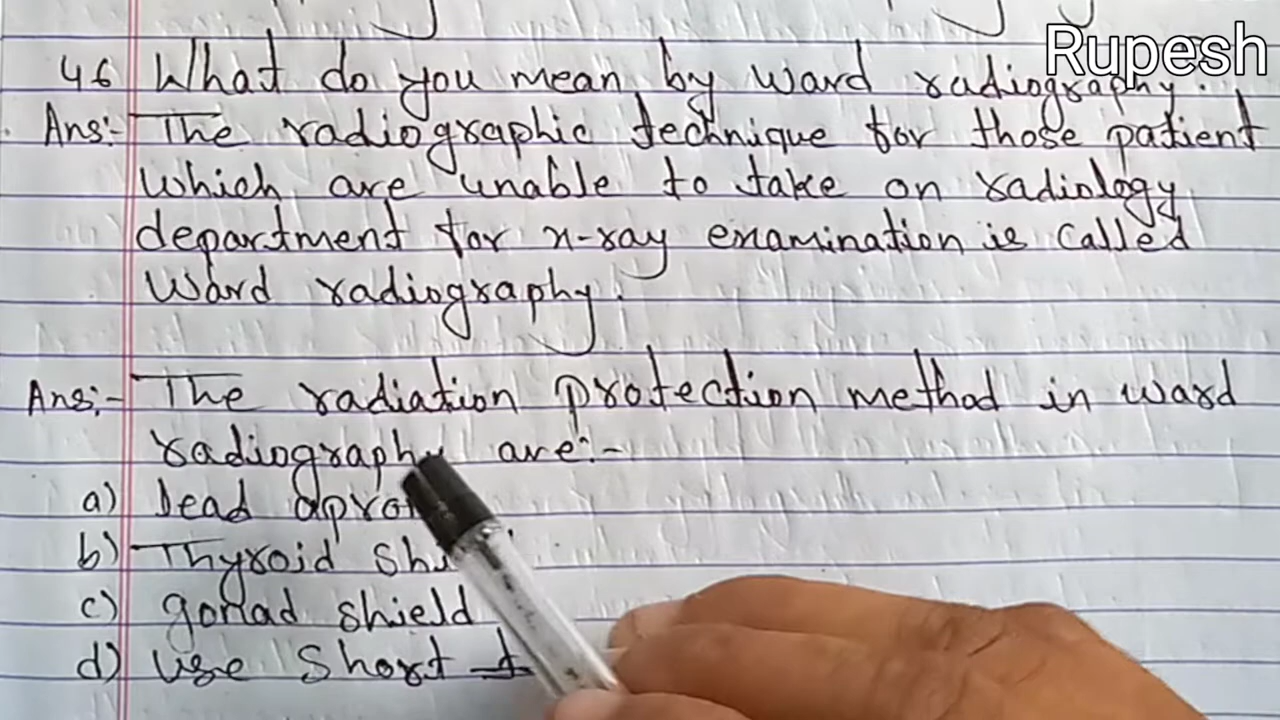 Rupesh
46 What do you mean by ward radiography.
Ans:- The radiographic technique for those patient
which are unable to take on radiology
department for x-ray examination is called
Ward radiography.
Ans:- The radiation protection method in ward
radiography are:-
a) lead
b) Thyroid
c) gonad shield
d) Use Short